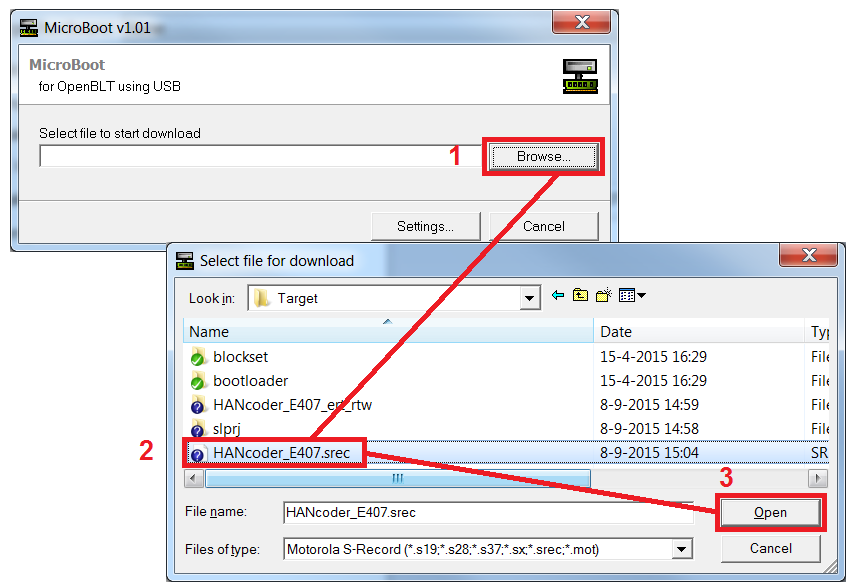 MicroBoot v1.01
MicroBoot
for OpenBLT using USB
Select file to start download
1
Browse...
Settings...
Cancel
Select file for download
Look in:
Target
Name
Date
Typ
blockset
15-4-2015 16:29
File
bootloader
15-4-2015 16:29
File
HANcoder_E407_ert_rtw
8-9-2015 14:59
File
slprj
8-9-2015 14:58
File
2
HANcoder_E407.srec
8-9-2015 15:04
SR
3
File name:
HANcoder_E407.srec
Open
Files of type:
Motorola S-Record (*.s19;*.s28;*.s37;*.sx;*.srec;*.mot)
Cancel